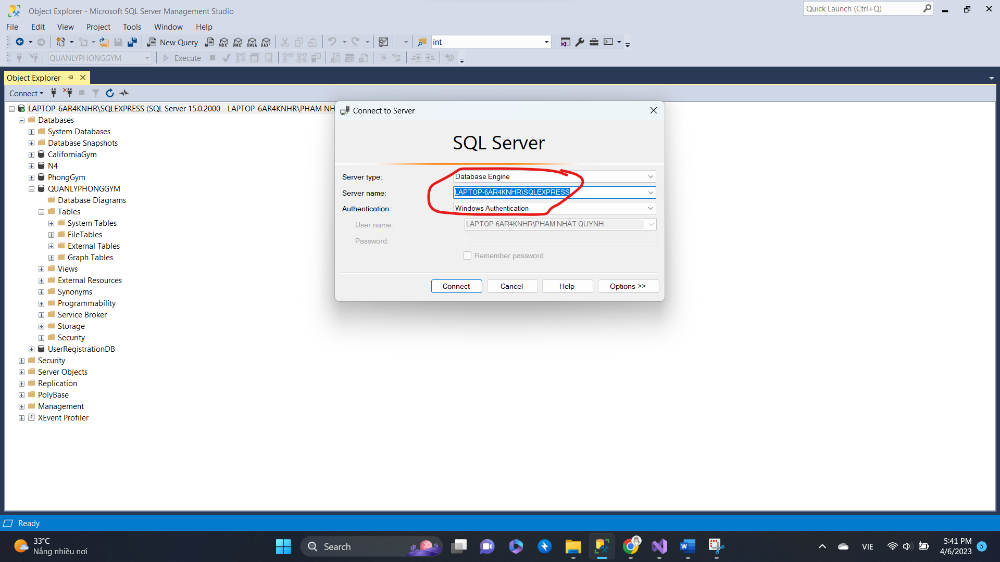 Object Explorer - Microsoft SQL Server Management Studio
Quick Launch (Ctrl+Q)
File Edit View Project Tools Window Help
New Query MDX DMX XMLA DAX int
QUANLYPHONGGYM Execute
Object Explorer
Connect
LAPTOP-6AR4KNHR\SQLEXPRESS (SQL Server 15.0.2000 - LAPTOP-6AR4KNHR\PHAM NH
Databases
System Databases
Database Snapshots
CaliforniaGym
N4
PhongGym
QUANLYPHONGGYM
Database Diagrams
Tables
System Tables
FileTables
External Tables
Graph Tables
Views
External Resources
Synonyms
Programmability
Service Broker
Storage
Security
UserRegistrationDB
Security
Server Objects
Replication
PolyBase
Management
XEvent Profiler
Connect to Server
SQL Server
Server type: Database Engine
Server name: LAPTOP-6AR4KNHR\SQLEXPRESS
Authentication: Windows Authentication
User name: LAPTOP-6AR4KNHR\PHAM NHAT QUYNH
Password:
Remember password
Connect Cancel Help Options >>
Ready
33°C
Nắng nhiều nơi
Search
VIE
5:41 PM
4/6/2023
5